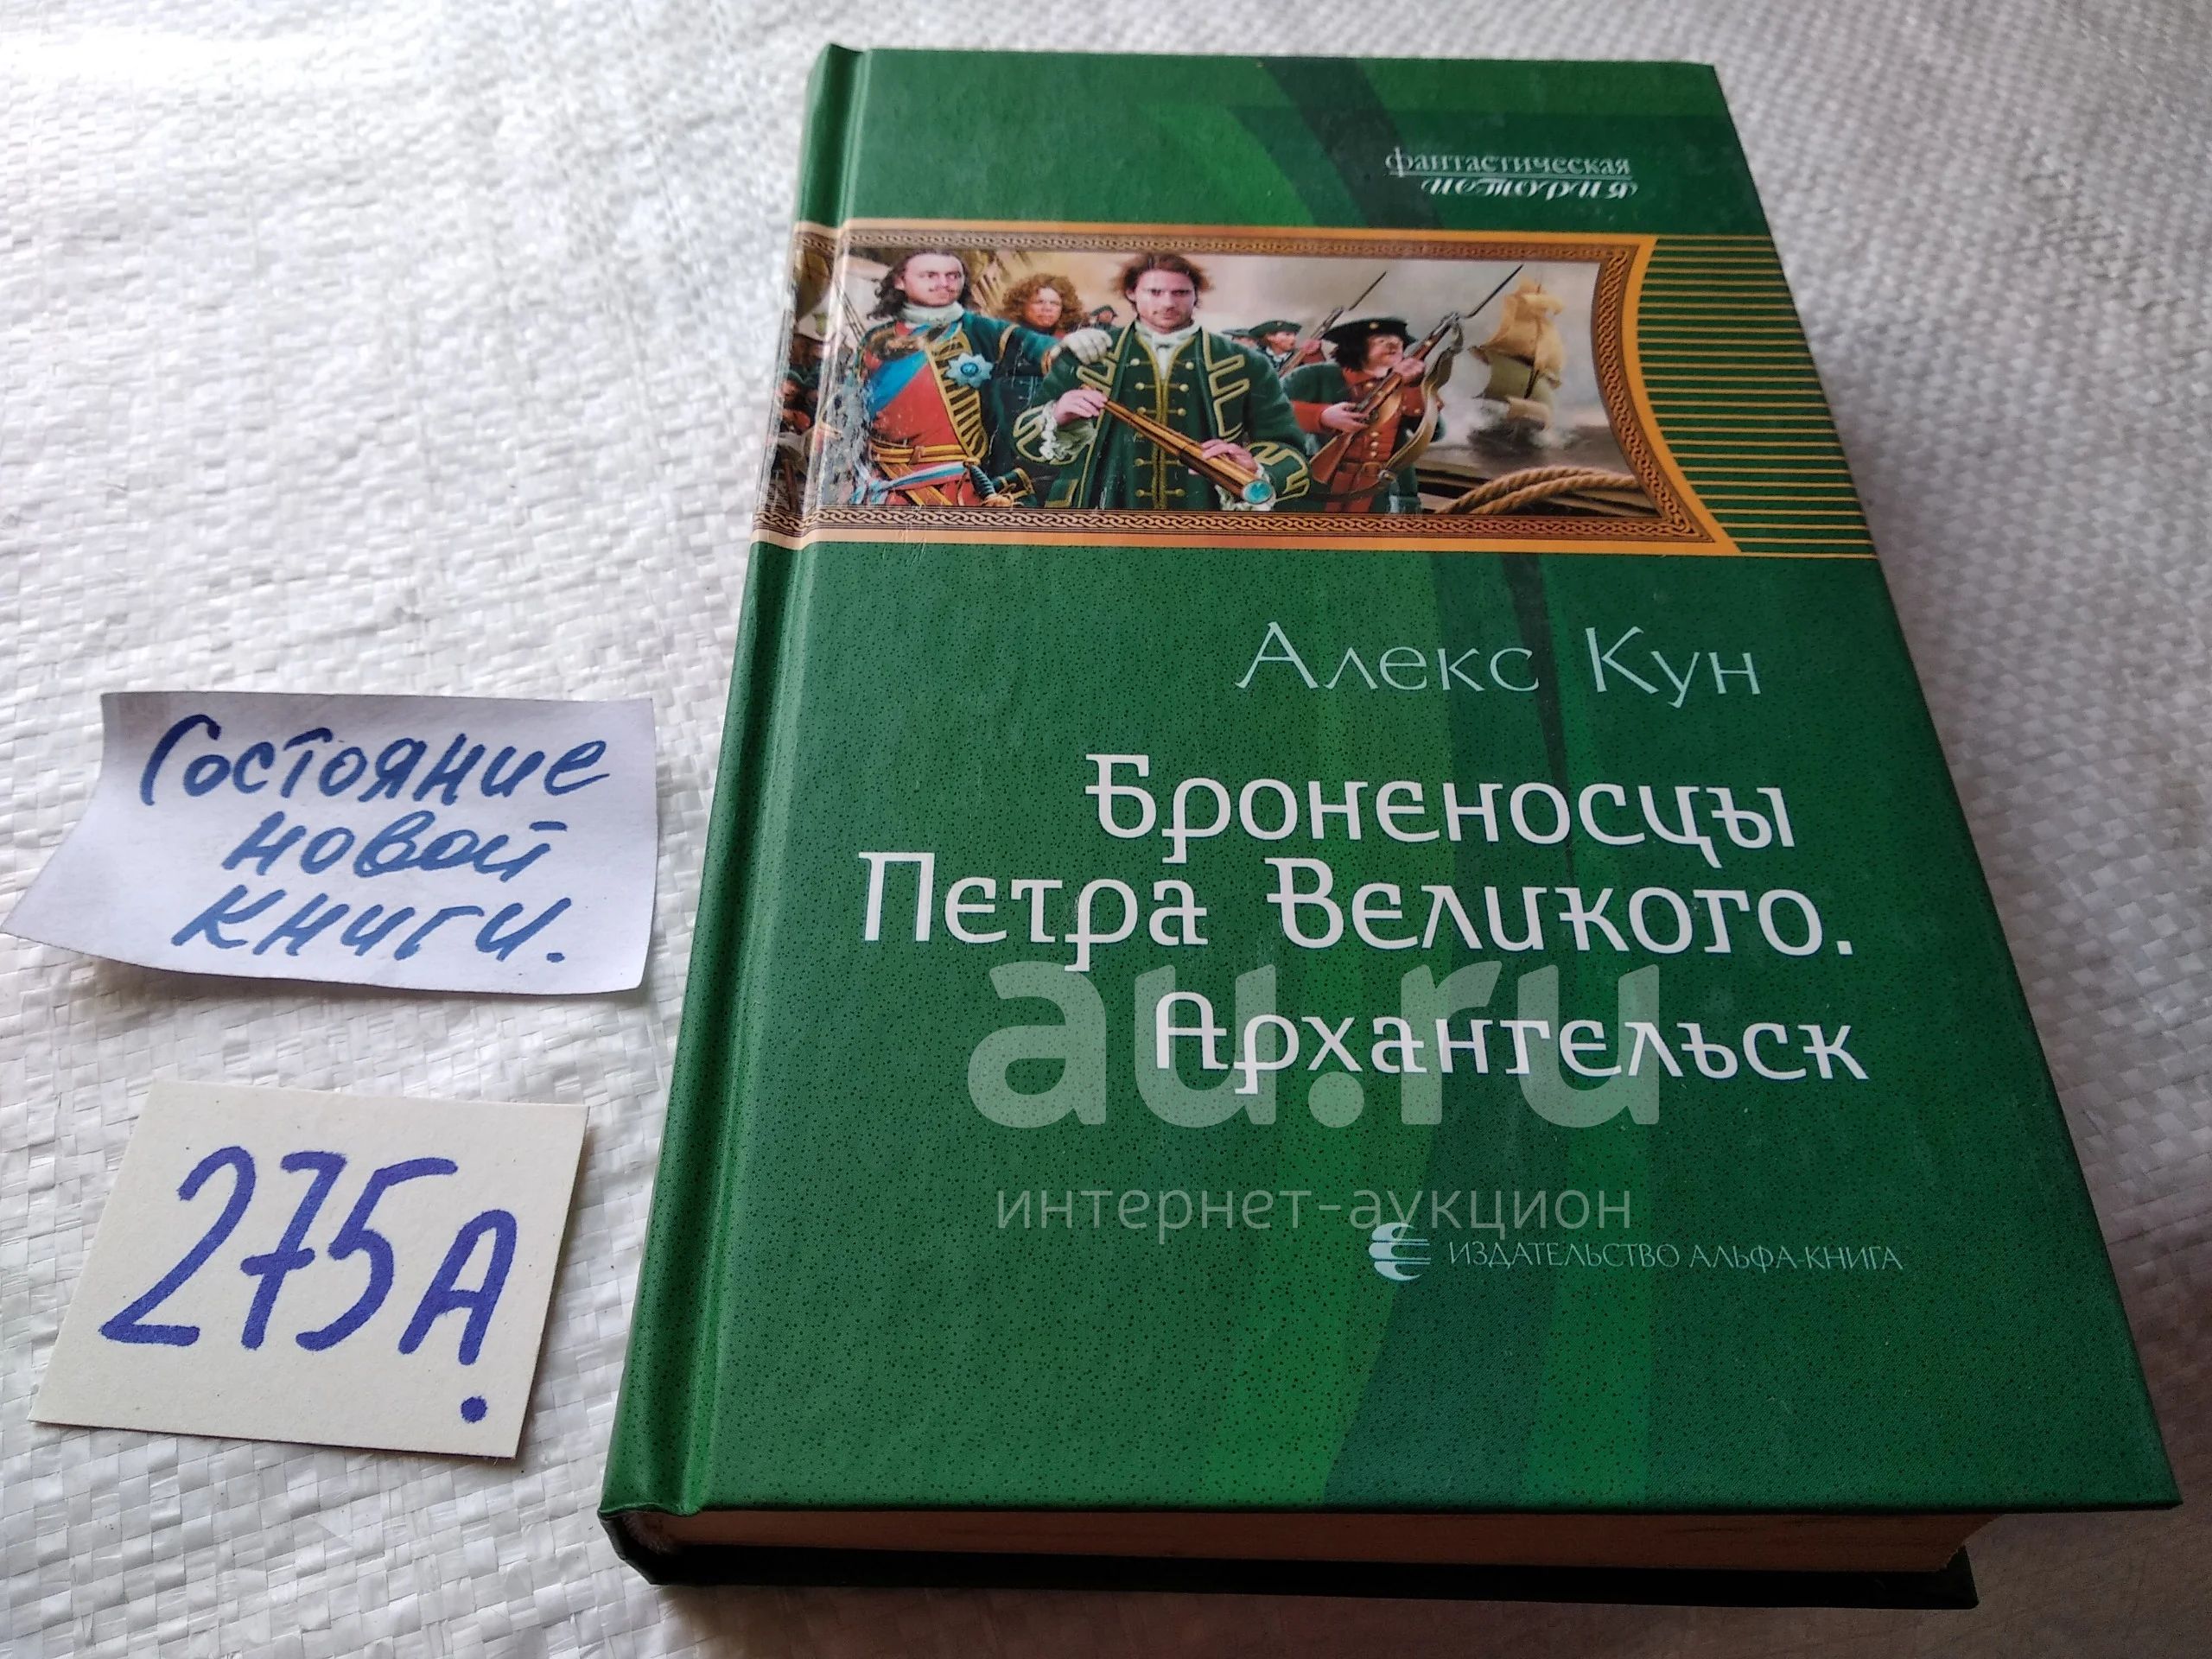 фантастическая
история
Алекс Кун
Броненосцы
Петра Великого.
Архангельск
au.ru
интернет-аукцион
ИЗДАТЕЛЬСТВО АЛЬФА-КНИГА
Состояние
новой
книги.
275А.